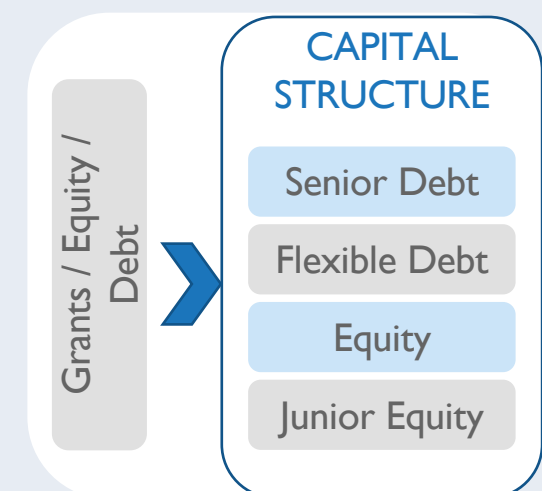 Grants / Equity /
Debt
CAPITAL
STRUCTURE
Senior Debt
Flexible Debt
Equity
Junior Equity